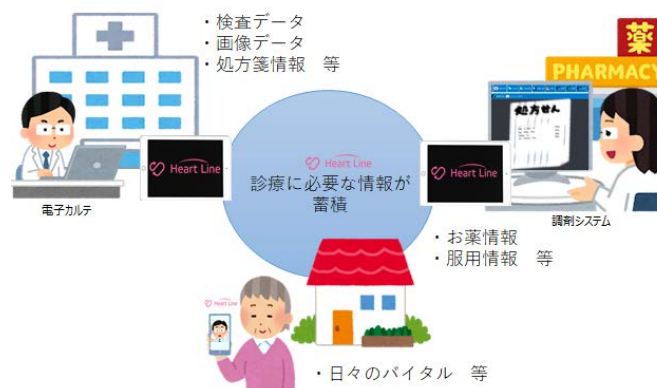 ・検査データ
・画像データ
・処方箋情報　等
薬
PHARMACY
処方せん
Heart Line
Heart Line
Heart Line
診療に必要な情報が
蓄積
電子カルテ
調剤システム
・お薬情報
・服用情報　等
Heart Line
・日々のバイタル　等